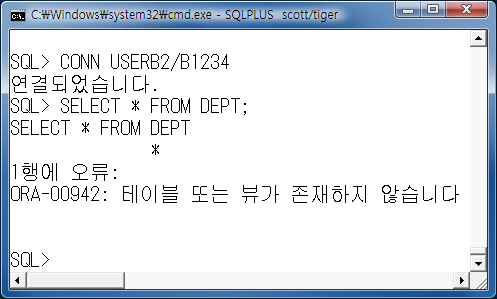 C:₩Windows₩system32₩cmd.exe - SQLPLUS  scott/tiger
SQL> CONN USERB2/B1234
연결되었습니다.
SQL> SELECT * FROM DEPT;
SELECT * FROM DEPT
              *
1행에 오류:
ORA-00942: 테이블 또는 뷰가 존재하지 않습니다
SQL>